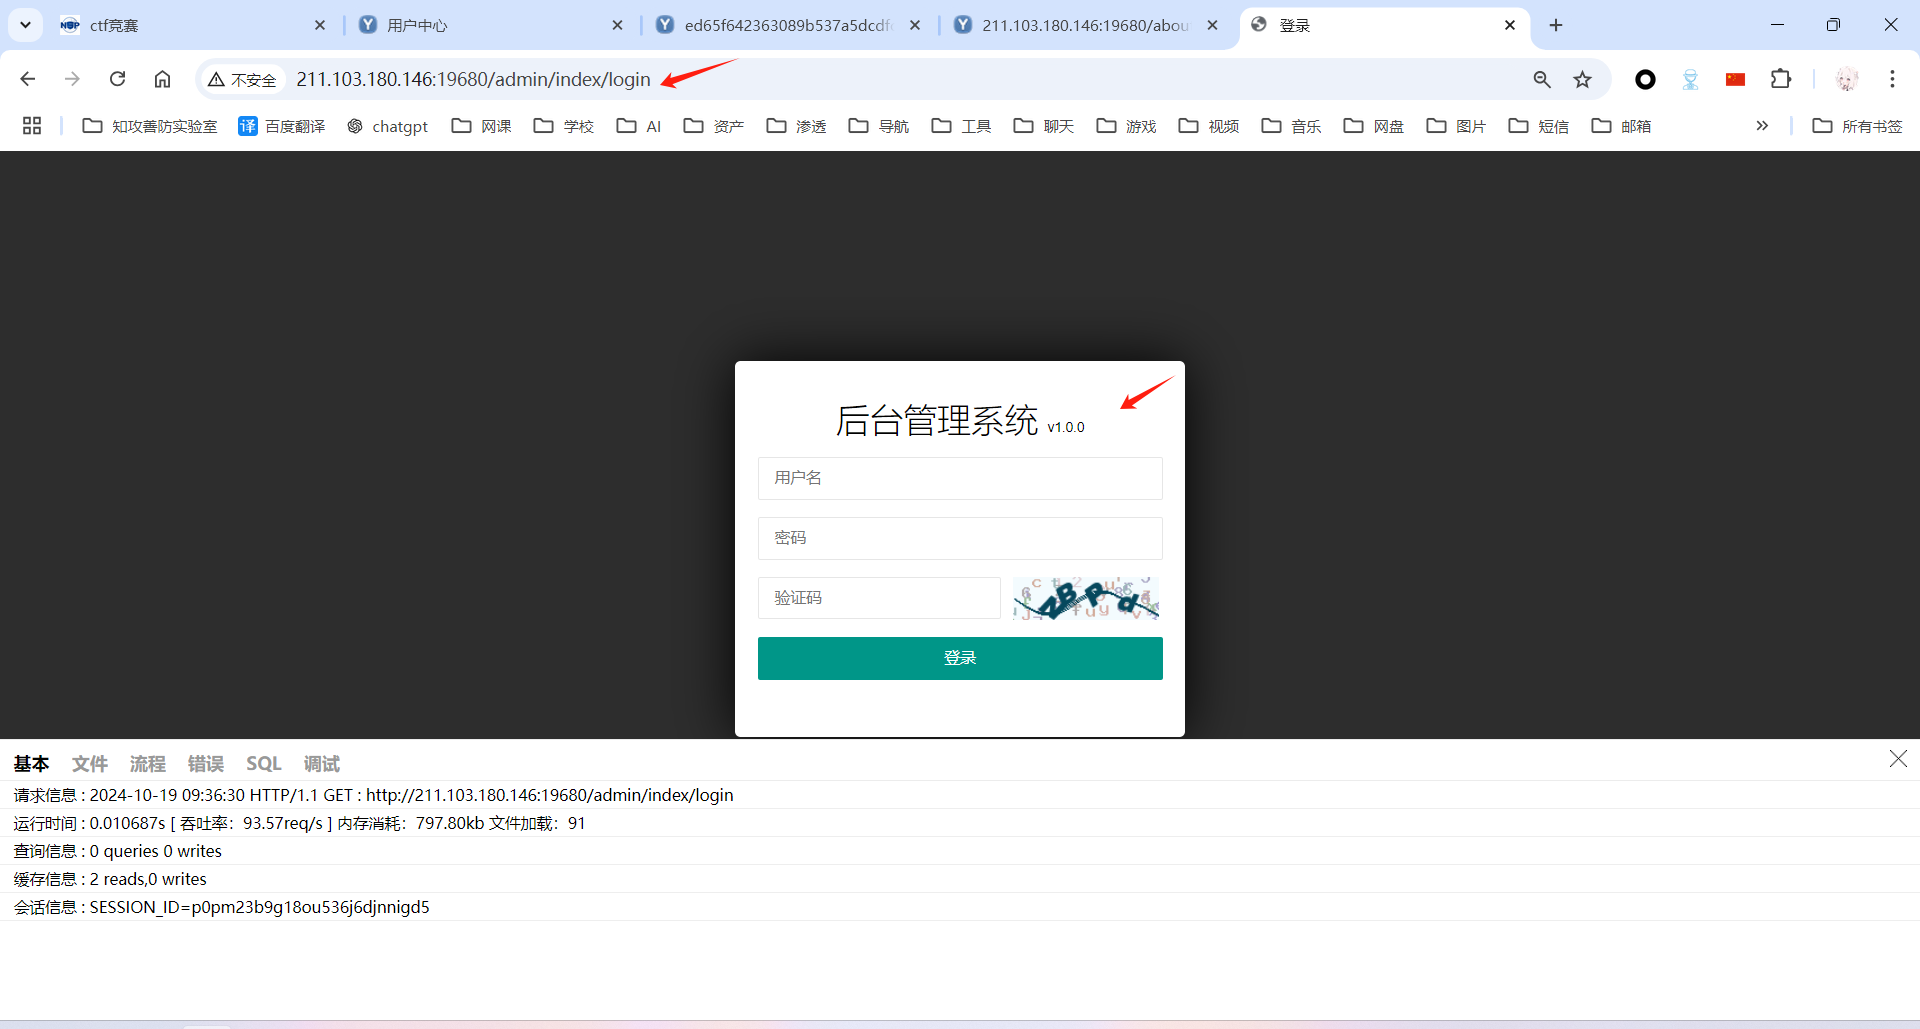 ctf竞赛
用户中心
ed65f642363089b537a5dcdf
211.103.180.146:19680/abou
登录
不安全
211.103.180.146:19680/admin/index/login
知攻善防实验室
译
百度翻译
chatgpt
网课
学校
AI
资产
渗透
导航
工具
聊天
游戏
视频
音乐
网盘
图片
短信
邮箱
所有书签
后台管理系统 v1.0.0
用户名
密码
验证码
ZBPd
登录
基本 文件 流程 错误 SQL 调试
请求信息 : 2024-10-19 09:36:30 HTTP/1.1 GET : http://211.103.180.146:19680/admin/index/login
运行时间 : 0.010687s [ 吞吐率：93.57req/s ] 内存消耗：797.80kb 文件加载：91
查询信息 : 0 queries 0 writes
缓存信息 : 2 reads,0 writes
会话信息 : SESSION_ID=p0pm23b9g18ou536j6djnnigd5